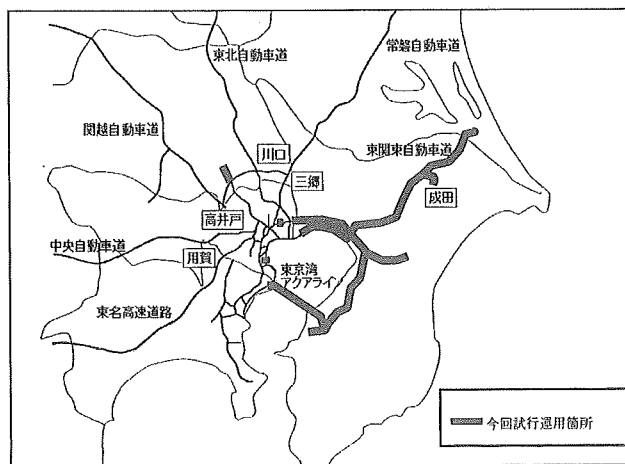 東北自動車道
常磐自動車道
関越自動車道
川口
東関東自動車道
三郷
成田
高井戸
中央自動車道
用賀
東京湾
アクアライン
東名高速道路
今回試行運用箇所